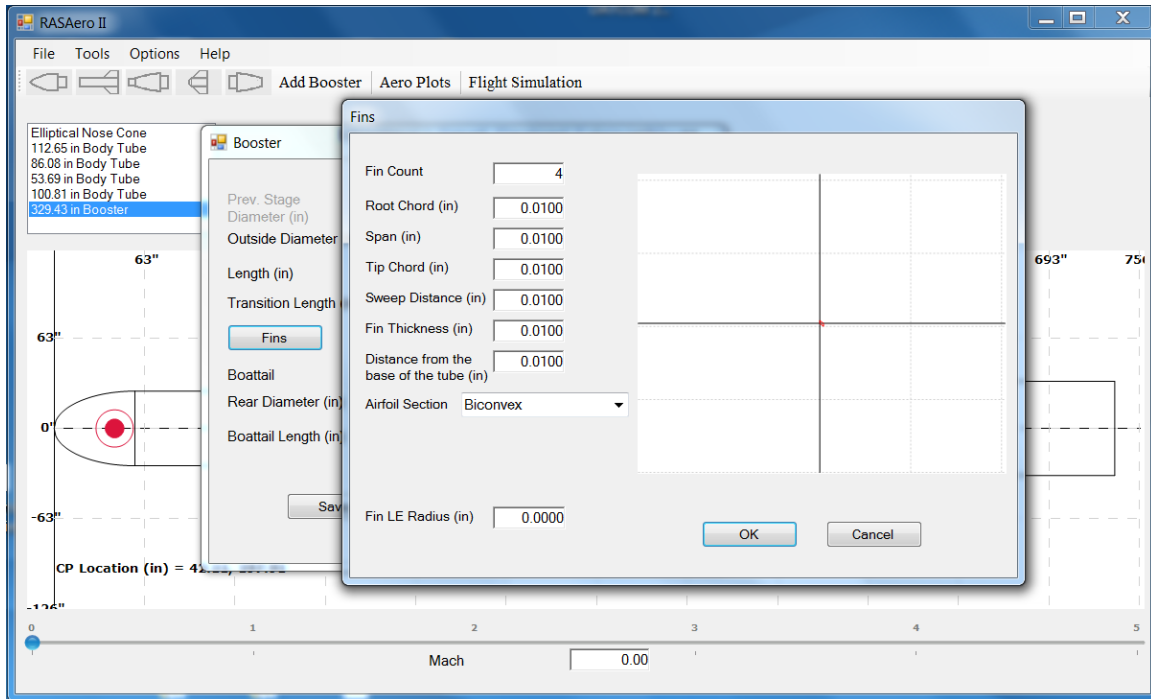 RASAero II
File Tools Options Help
Add Booster Aero Plots Flight Simulation
Elliptical Nose Cone
112.65 in Body Tube
86.08 in Body Tube
53.69 in Body Tube
100.81 in Body Tube
329.43 in Booster
Booster
Prev. Stage
Diameter (in)
Outside Diameter
Length (in)
Transition Length
Fins
Boattail
Rear Diameter (in)
Boattail Length (in)
Sav
Fins
Fin Count 4
Root Chord (in) 0.0100
Span (in) 0.0100
Tip Chord (in) 0.0100
Sweep Distance (in) 0.0100
Fin Thickness (in) 0.0100
Distance from the
base of the tube (in) 0.0100
Airfoil Section Biconvex
Fin LE Radius (in) 0.0000
OK Cancel
63" 693" 756
63"
0"
-63"
CP Location (in) =
-126"
0 1 2 3 4 5
Mach 0.00